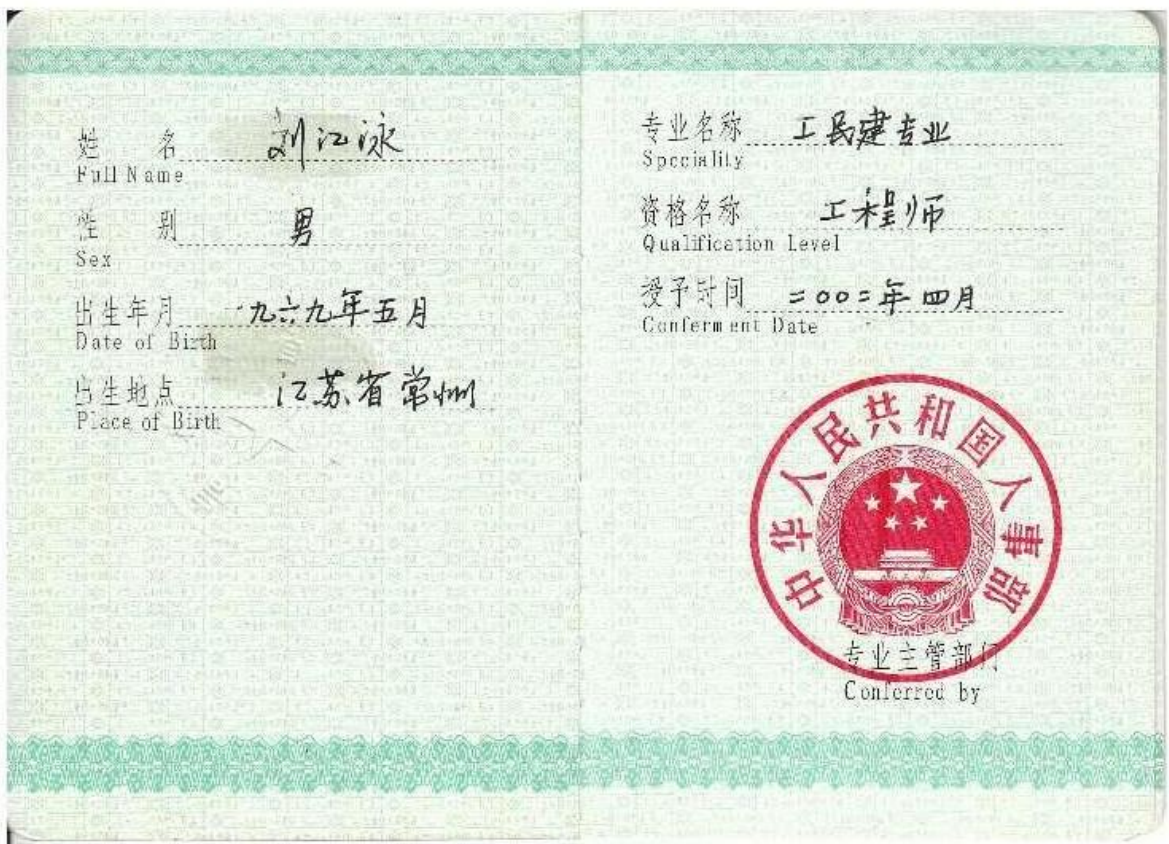 姓 名 刘江泳
Full Name
性 别 男
Sex
出生年月 一九六九年五月
Date of Birth
出生地点 江苏省常州
Place of Birth
专业名称 工民建专业
Speciality
资格名称 工程师
Qualification Level
授予时间 二00二年四月
Conferment Date
中华人民共和国人事部
专业主管部门
Conferred by